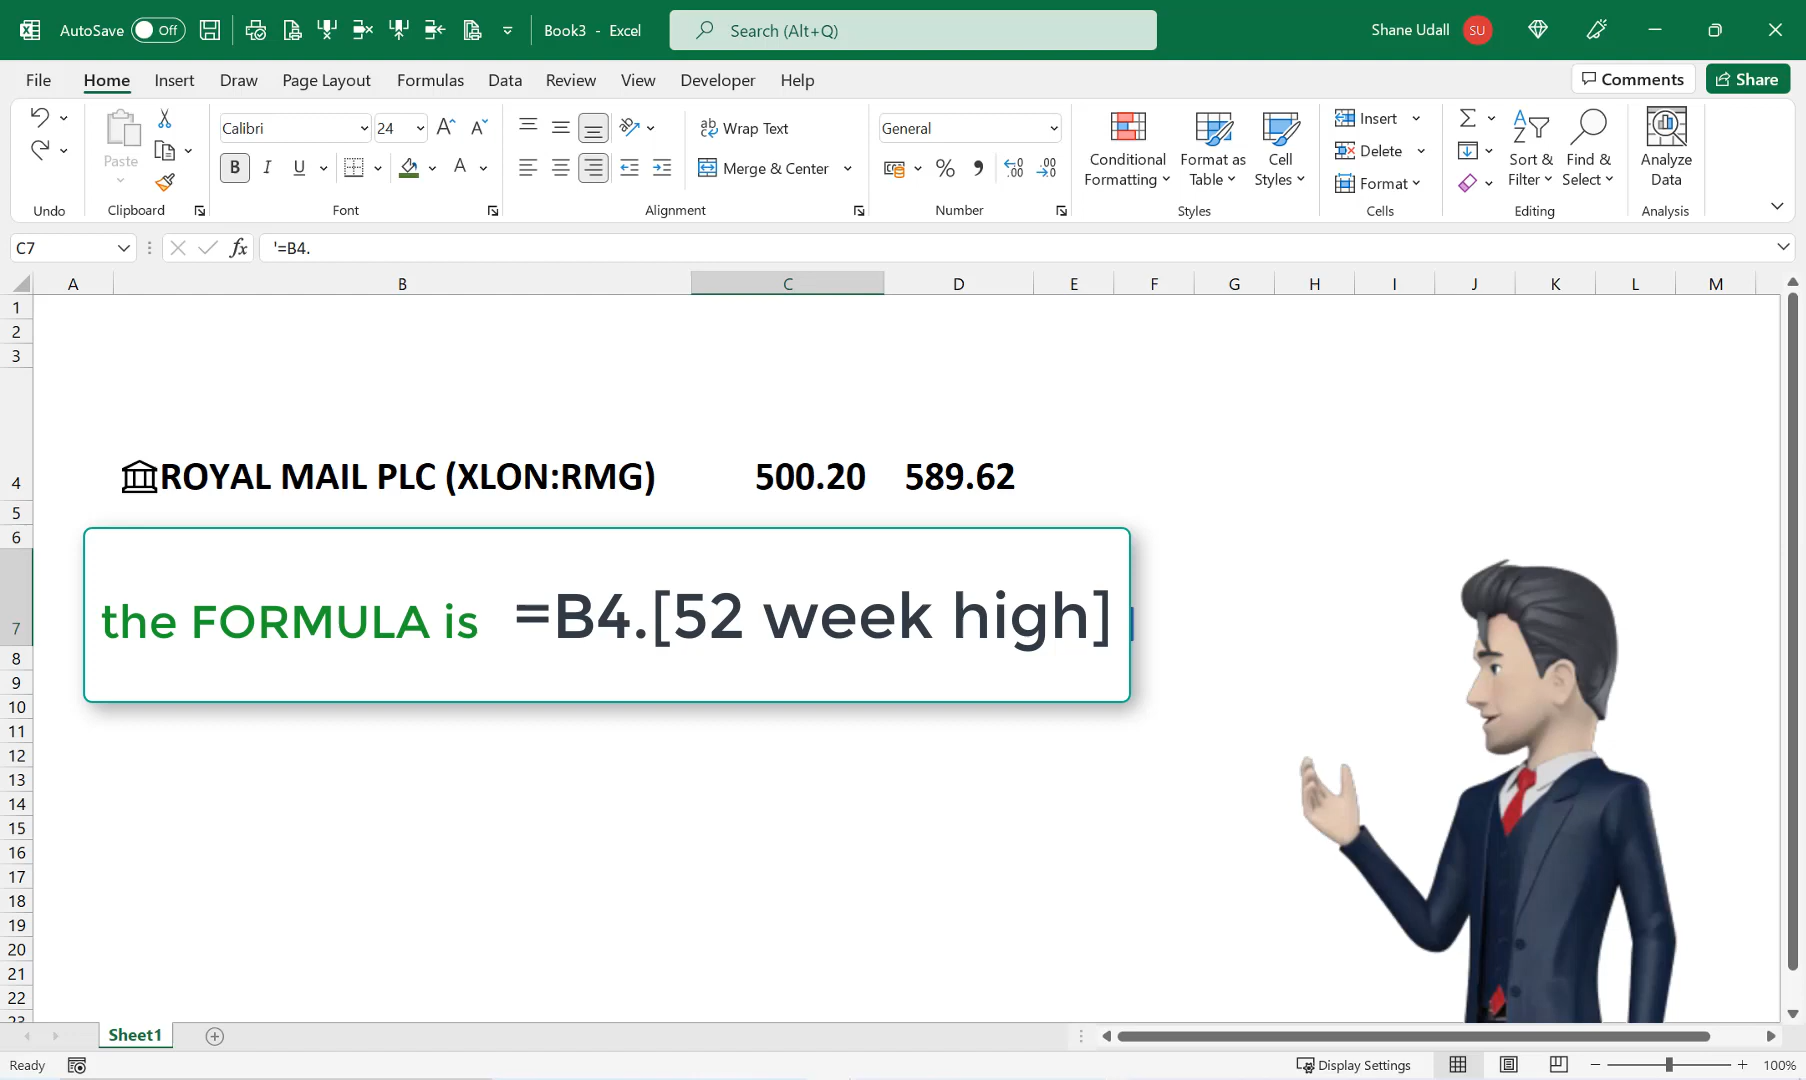 AutoSave Off Book3 - Excel Search (Alt+Q) Shane Udall SU
File Home Insert Draw Page Layout Formulas Data Review View Developer Help Comments Share
Calibri 24 A A ab Wrap Text General Insert
Paste B I U A Merge & Center % Conditional Formatting Format as Table Cell Styles Delete Sort & Filter Find & Select Analyze Data
Format
Undo Clipboard Font Alignment Number Styles Cells Editing Analysis
C7 fx '=B4.
A B C D E F G H I J K L M
1
2
3
4 ROYAL MAIL PLC (XLON:RMG) 500.20 589.62
5
6
the FORMULA is =B4.[52 week high]
7
8
9
10
11
12
13
14
15
16
17
18
19
20
21
22
23
Sheet1
Ready Display Settings 100%